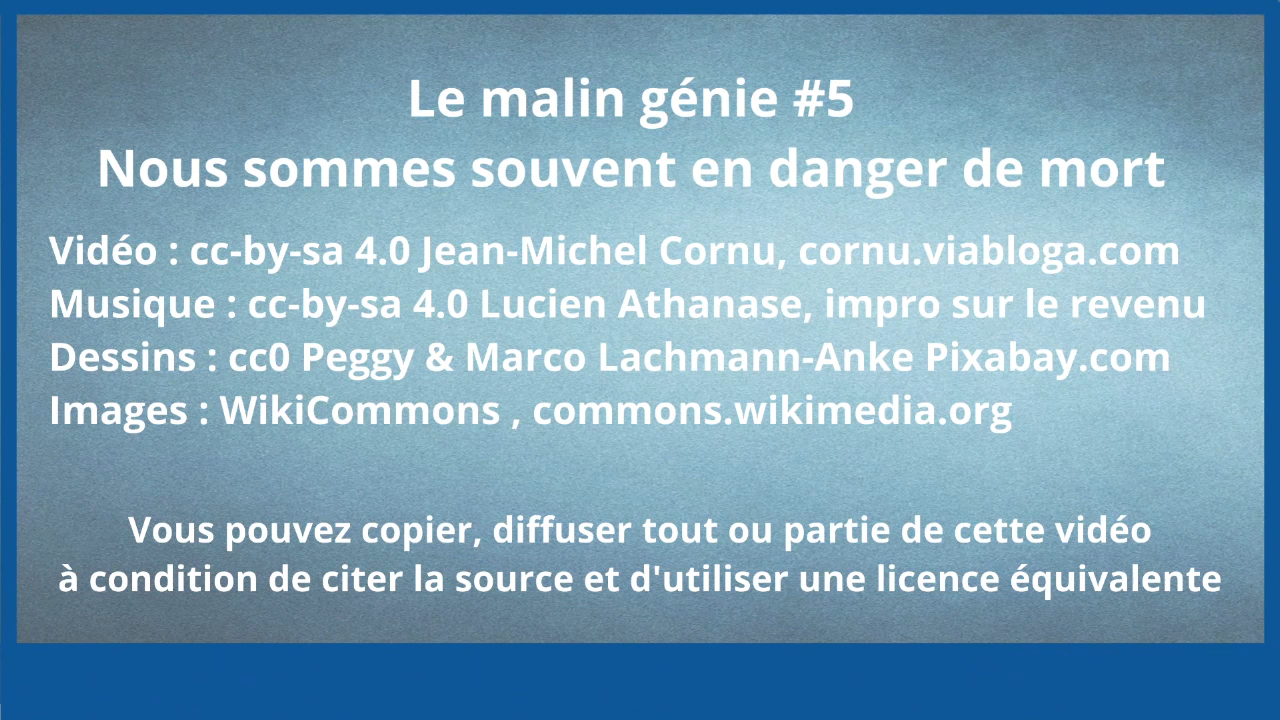 Le malin génie #5
Nous sommes souvent en danger de mort
Vidéo : cc-by-sa 4.0 Jean-Michel Cornu, cornu.viabloga.com
Musique : cc-by-sa 4.0 Lucien Athanase, impro sur le revenu
Dessins : cc0 Peggy & Marco Lachmann-Anke Pixabay.com
Images : WikiCommons , commons.wikimedia.org
Vous pouvez copier, diffuser tout ou partie de cette vidéo
à condition de citer la source et d'utiliser une licence équivalente